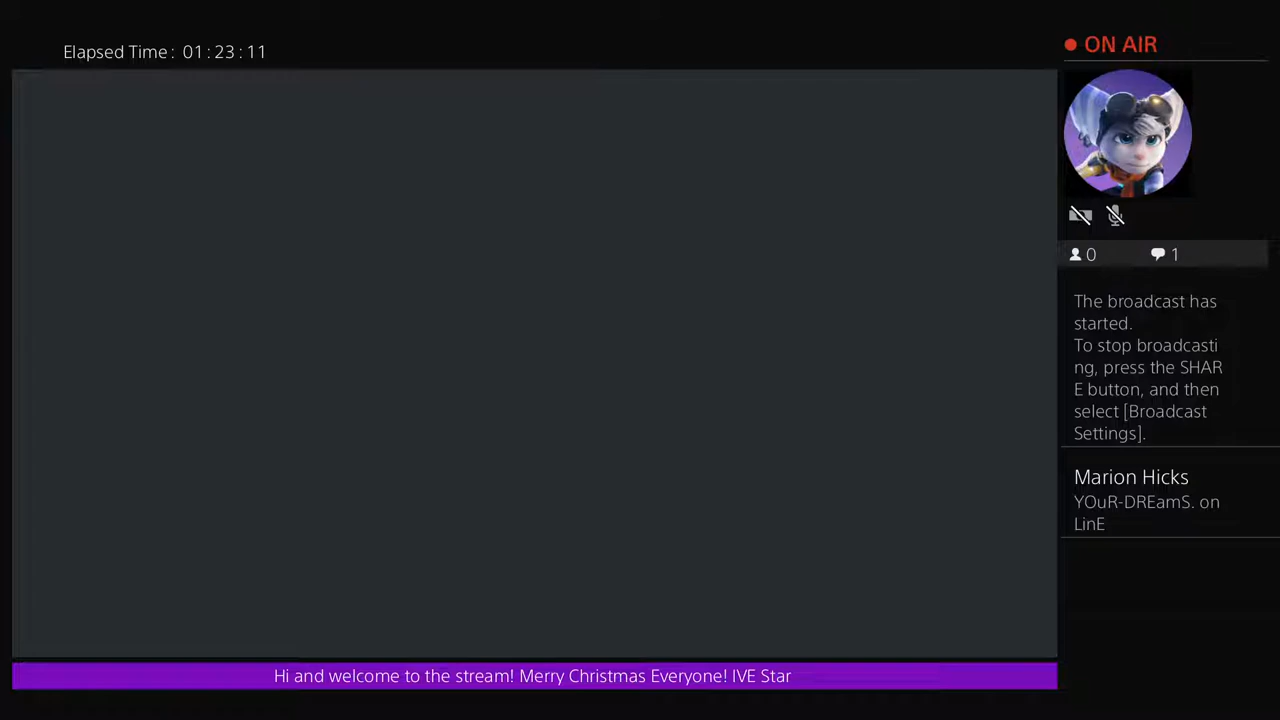 Elapsed Time: 01:23:11
ON AIR
0 1
The broadcast has
started.
To stop broadcasti
ng, press the SHAR
E button, and then
select [Broadcast
Settings].
Marion Hicks
YOuR-DREamS. on
LinE
Hi and welcome to the stream! Merry Christmas Everyone! IVE Star